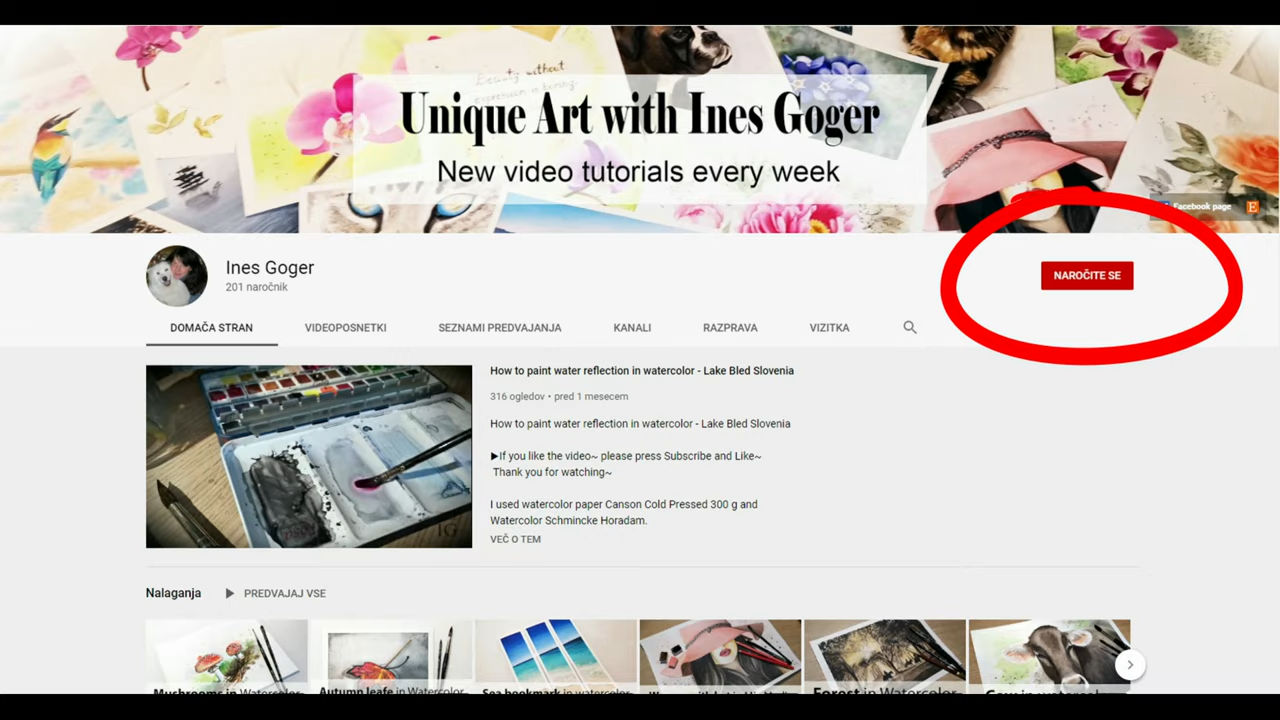 Beauty without
Unique Art with Ines Goger
New video tutorials every week
Facebook page
Ines Goger
201 naročnik
NAROČITE SE
DOMAČA STRAN VIDEOPOSNETKI SEZNAMI PREDVAJANJA KANALI RAZPRAVA VIZITKA
How to paint water reflection in watercolor - Lake Bled Slovenia
316 ogledov • pred 1 mesecem
How to paint water reflection in watercolor - Lake Bled Slovenia
►If you like the video~ please press Subscribe and Like~
Thank you for watching~
I used watercolor paper Canson Cold Pressed 300 g and
Watercolor Schmincke Horadam.
VEČ O TEM
IG
Nalaganja ▶ PREDVAJAJ VSE
Mushrooms in Watercolor
Autumn leafe in Watercolor
Sea bookmark in watercolor
Forest in Watercolor